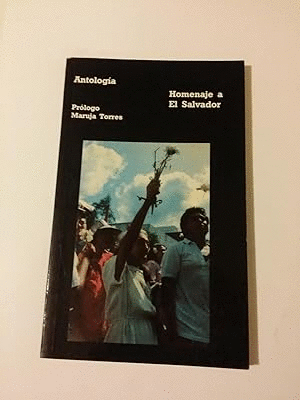 Antología
Homenaje a
El Salvador
Prólogo
Maruja Torres